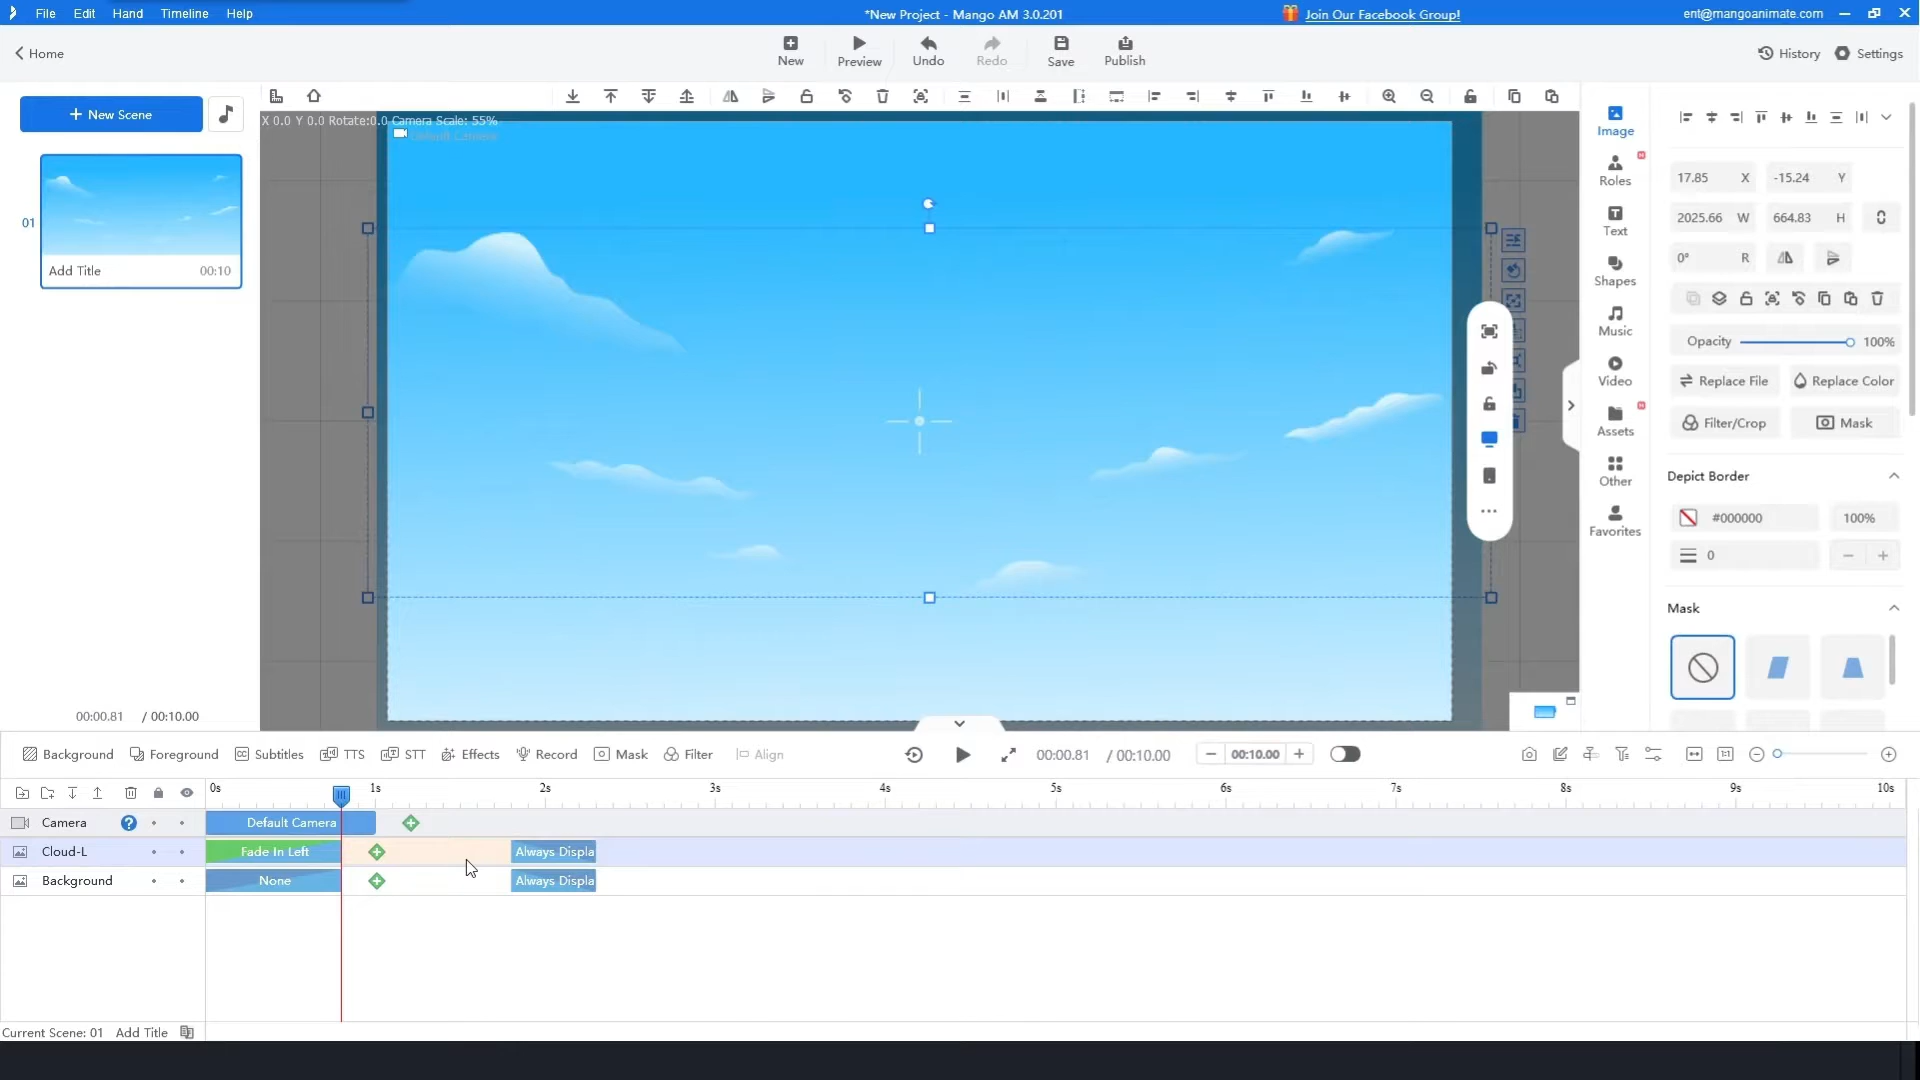 File Edit Hand Timeline Help
*New Project - Mango AM 3.0.201
Join Our Facebook Group!
ent@mangoanimate.com
Home
New Preview Undo Redo Save Publish
History Settings
+ New Scene
X 0.0 Y 0.0 Rotate:0.0 Camera Scale: 55%
Default Camera
01
Add Title 00:10
00:00.81 / 00:10.00
Image
Roles
Text
Shapes
Music
Video
Assets
Other
Favorites
17.85 X -15.24 Y
2025.66 W 664.83 H
0° R
Opacity 100%
Replace File Replace Color
Filter/Crop Mask
Depict Border
#000000 100%
0
Mask
Background Foreground Subtitles TTS STT Effects Record Mask Filter Align
00:00.81 / 00:10.00
00:10.00
0s 1s 2s 3s 4s 5s 6s 7s 8s 9s 10s
Camera Default Camera
Cloud-L Fade In Left Always Displa
Background None Always Displa
Current Scene: 01 Add Title